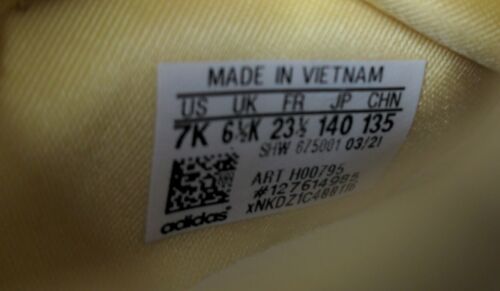 MADE IN VIETNAM
US UK FR JP CHN
7K 6½K 23½ 140 135
SHW 675001 03/21
ART H00795
#127614985
adidas